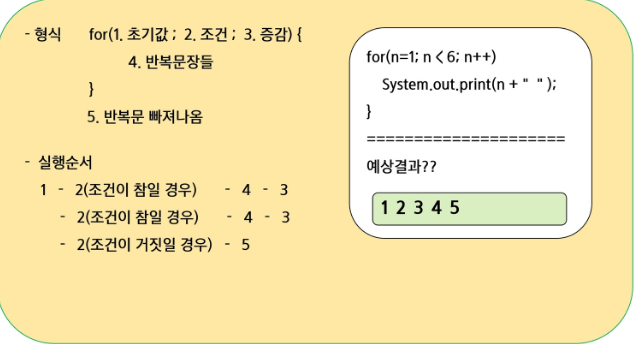 - 형식 for(1. 초기값 ; 2. 조건 ; 3. 증감) {
4. 반복문장들
}
5. 반복문 빠져나옴
- 실행순서
1 - 2(조건이 참일 경우) - 4 - 3
- 2(조건이 참일 경우) - 4 - 3
- 2(조건이 거짓일 경우) - 5
for(n=1; n < 6; n++)
System.out.print(n + " " );
}
=====================
예상결과??
1 2 3 4 5